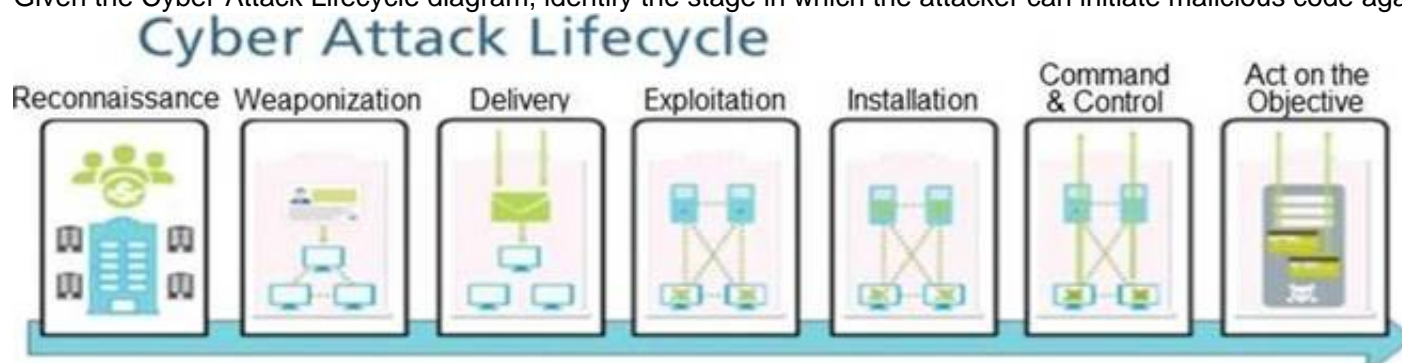 Given the Cyber Attack Lifecycle diagram, identify the stage in which the attacker can initiate malicious code
Cyber Attack Lifecycle
Reconnaissance Weaponization Delivery Exploitation Installation Command & Control Act on the Objective